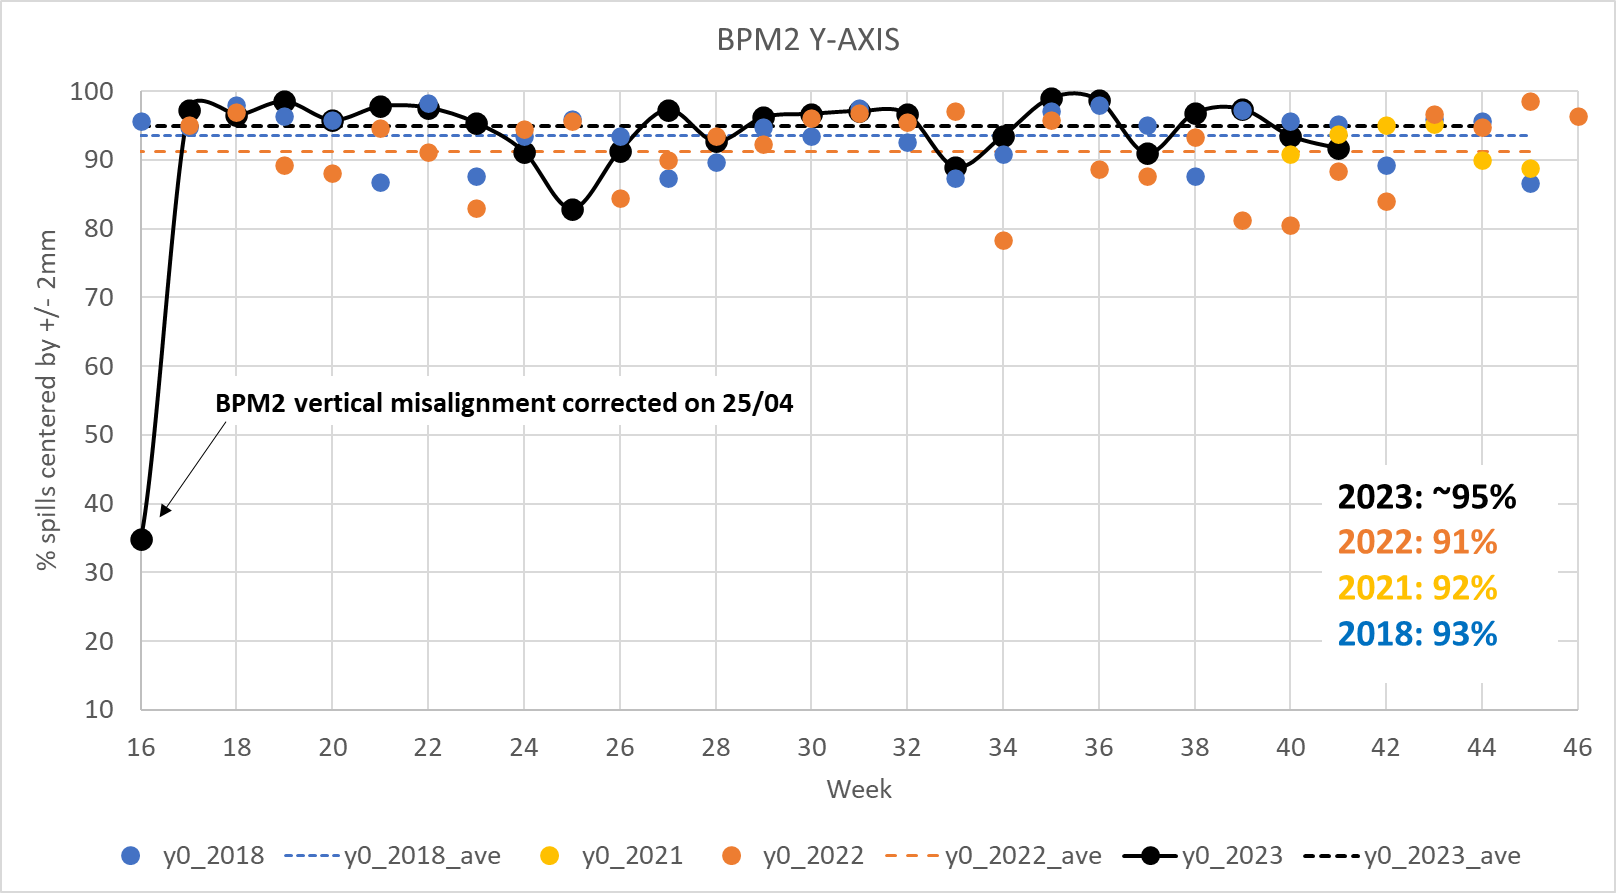 BPM2 Y-AXIS
% spills centered by +/- 2mm
100
90
80
70
60
50
40
30
20
10
BPM2 vertical misalignment corrected on 25/04
2023: ~95%
2022: 91%
2021: 92%
2018: 93%
16 18 20 22 24 26 28 30 32 34 36 38 40 42 44 46
Week
y0_2018 y0_2018_ave y0_2021 y0_2022 y0_2022_ave y0_2023 y0_2023_ave